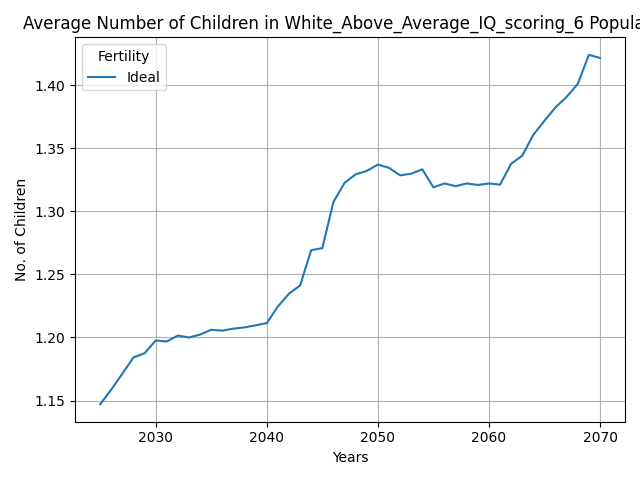 Average Number of Children in White_Above_Average_IQ_scoring_6 Popula
Fertility
Ideal
No. of Children
1.40
1.35
1.30
1.25
1.20
1.15
2030 2040 2050 2060 2070
Years